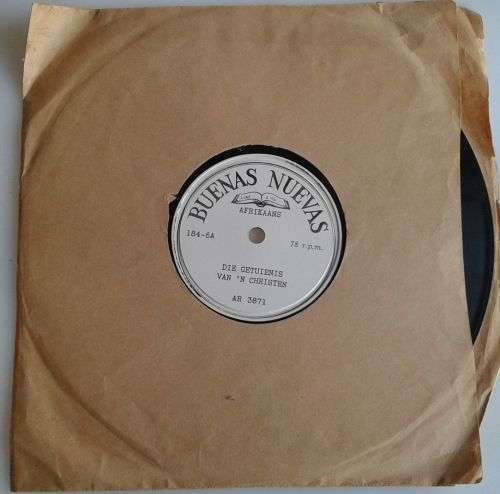 BUENAS NUEVAS
AFRIKAANS
184-6A
78 r.p.m.
DIE GETUIENIS
VAN 'N CHRISTEN
AR 3871